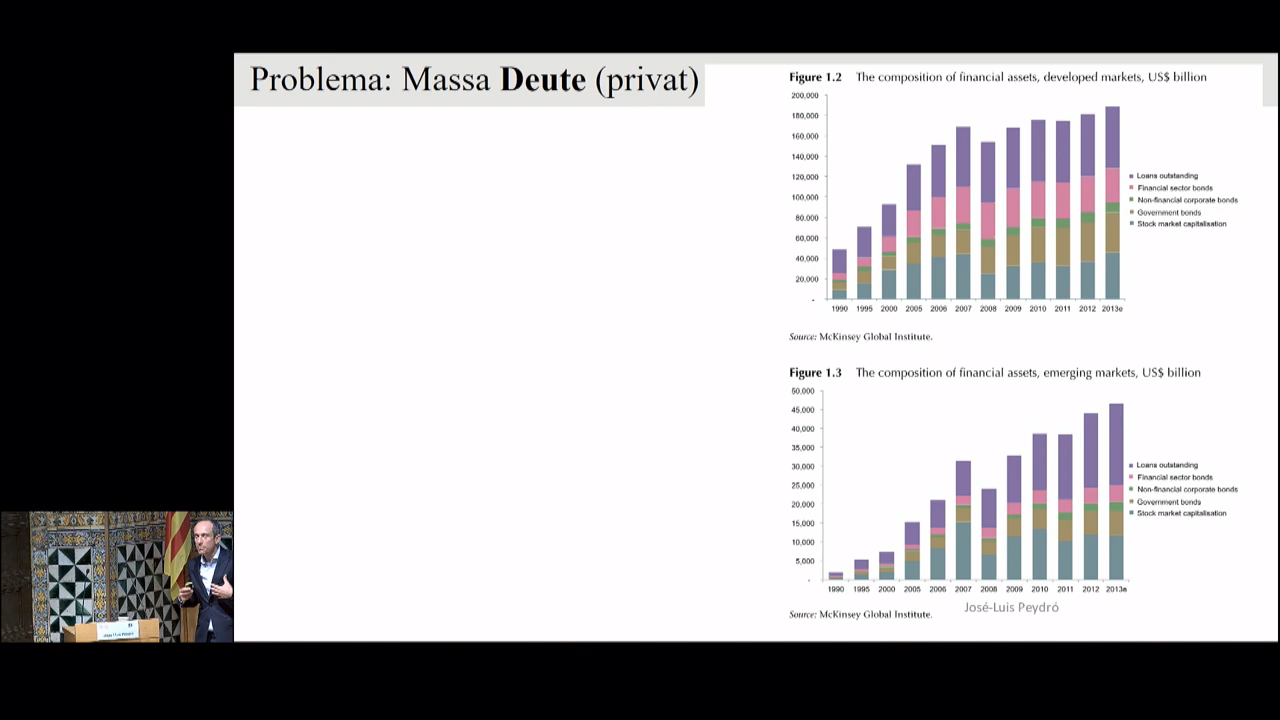 Problema: Massa Deute (privat)
Figure 1.2 The composition of financial assets, developed markets, US$ billion
200,000
180,000
160,000
140,000
120,000
100,000
80,000
60,000
40,000
20,000
-
1990 1995 2000 2005 2006 2007 2008 2009 2010 2011 2012 2013e
Loans outstanding
Financial sector bonds
Non-financial corporate bonds
Government bonds
Stock market capitalisation
Source: McKinsey Global Institute.
Figure 1.3 The composition of financial assets, emerging markets, US$ billion
50,000
45,000
40,000
35,000
30,000
25,000
20,000
15,000
10,000
5,000
-
1990 1995 2000 2005 2006 2007 2008 2009 2010 2011 2012 2013e
Loans outstanding
Financial sector bonds
Non-financial corporate bonds
Government bonds
Stock market capitalisation
José-Luis Peydró
Source: McKinsey Global Institute.